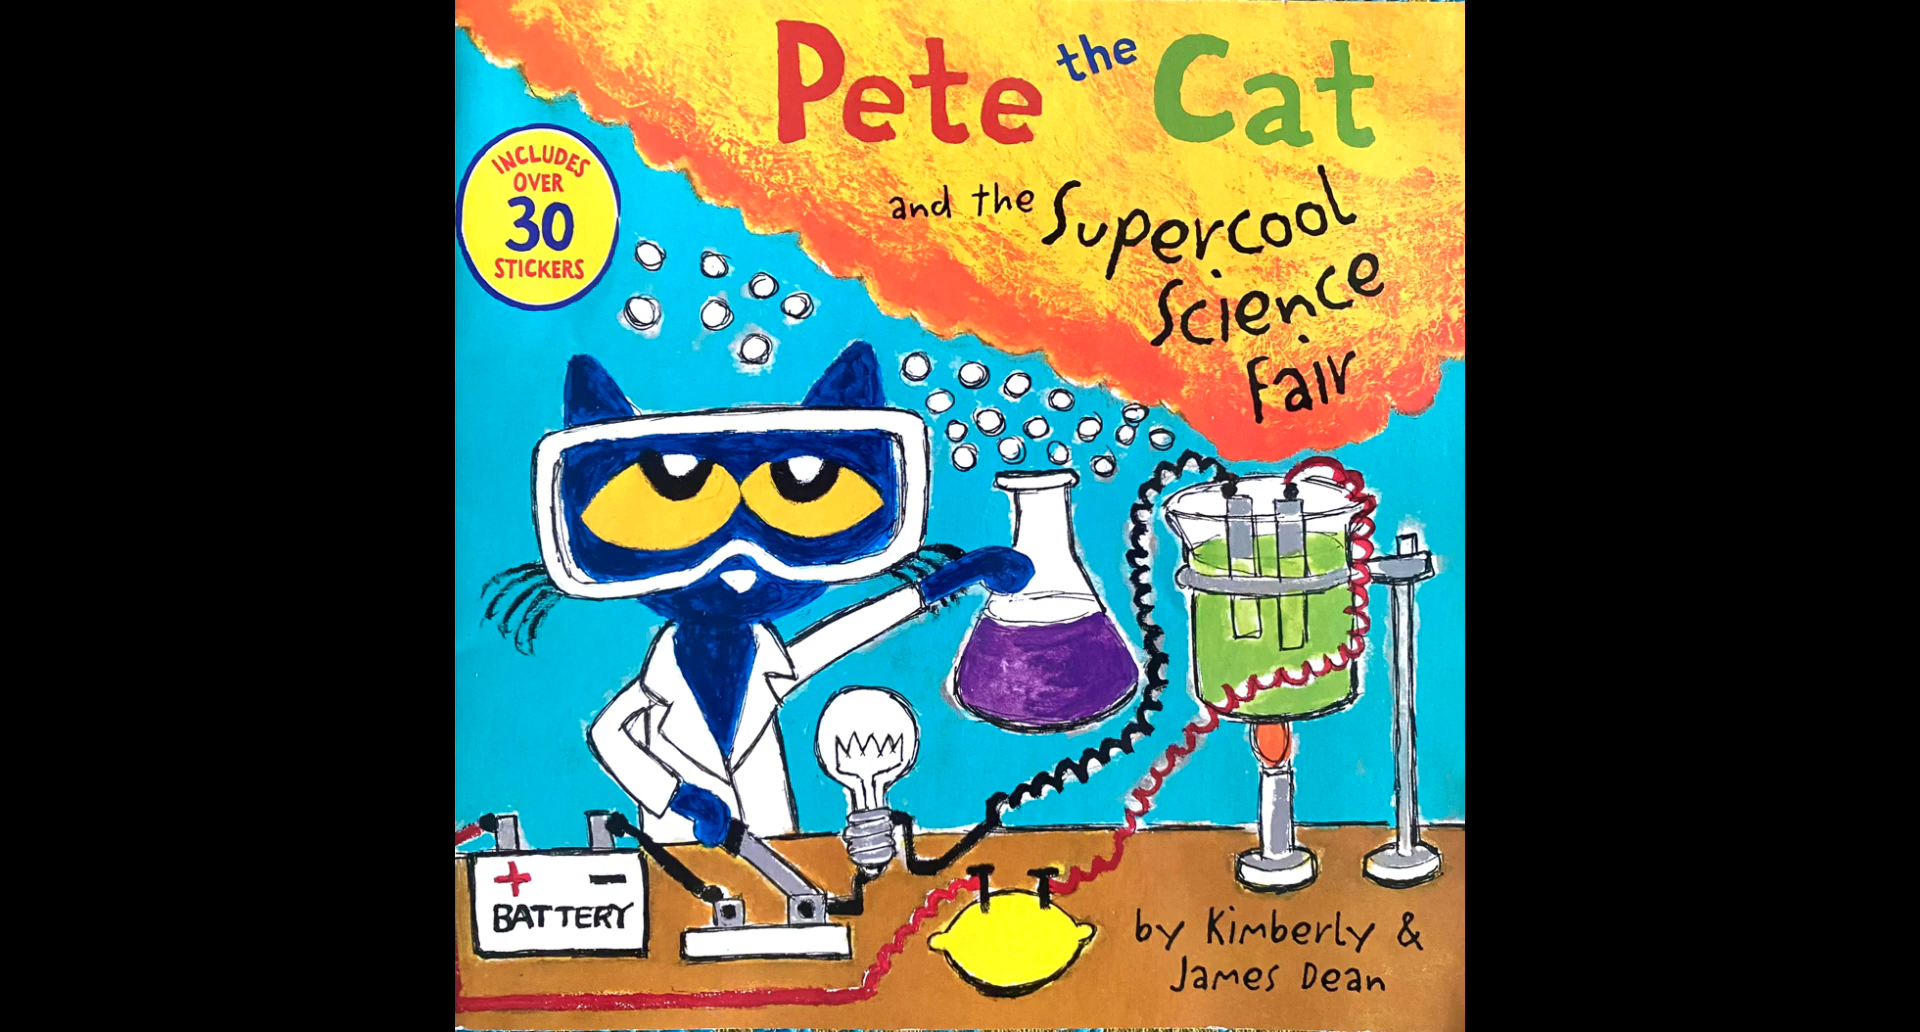 Pete the Cat
and the Supercool
Science
Fair
INCLUDES
OVER
30
STICKERS
+ −
BATTERY
by Kimberly &
James Dean